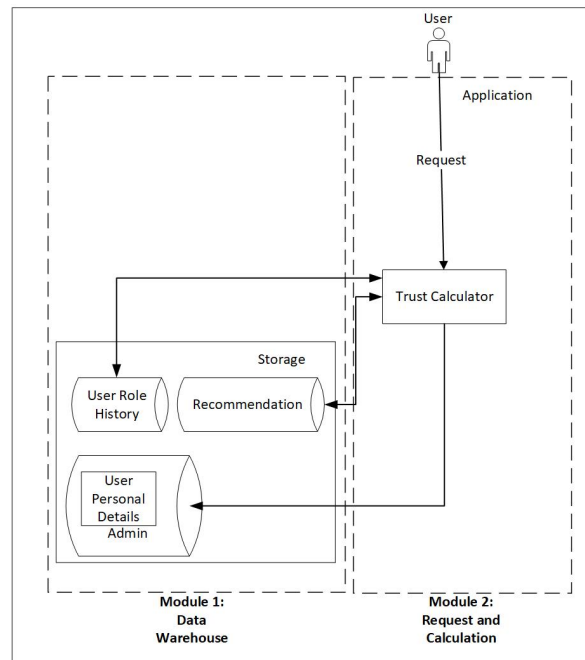 User
Application
Request
Trust Calculator
Storage
User Role
History
Recommendation
User
Personal
Details
Admin
Module 1:
Data
Warehouse
Module 2:
Request and
Calculation